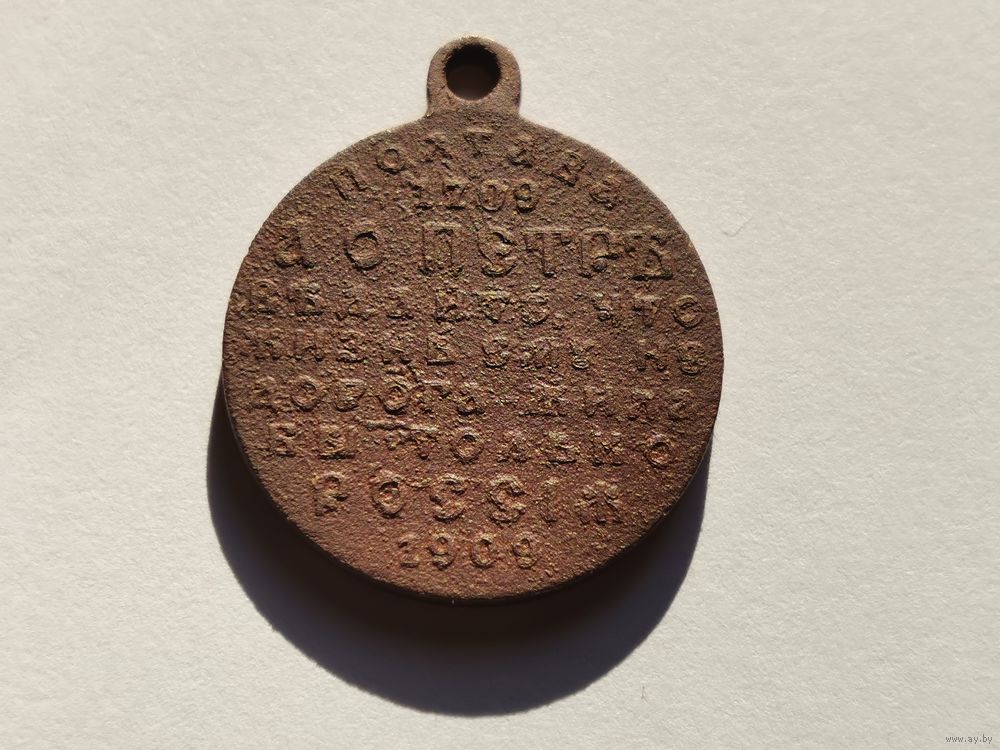 ПОЛТАВА
1709
А О ПЕТРѢ
ВѢДАЙТЕ, ЧТО
ЖИЗНЬ ЕМУ НЕ
ДОРОГА ЖИЛА
БЫ ТОЛЬКО
РОССІЯ
1909
www.ay.by